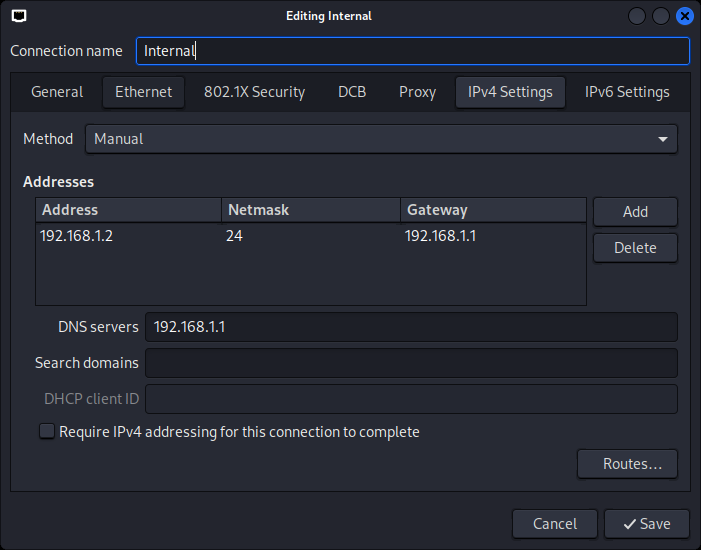 Editing Internal
Connection name Internal
General Ethernet 802.1X Security DCB Proxy IPv4 Settings IPv6 Settings
Method Manual
Addresses
Address Netmask Gateway Add
192.168.1.2 24 192.168.1.1
Delete
DNS servers 192.168.1.1
Search domains
DHCP client ID
Require IPv4 addressing for this connection to complete
Routes...
Cancel Save